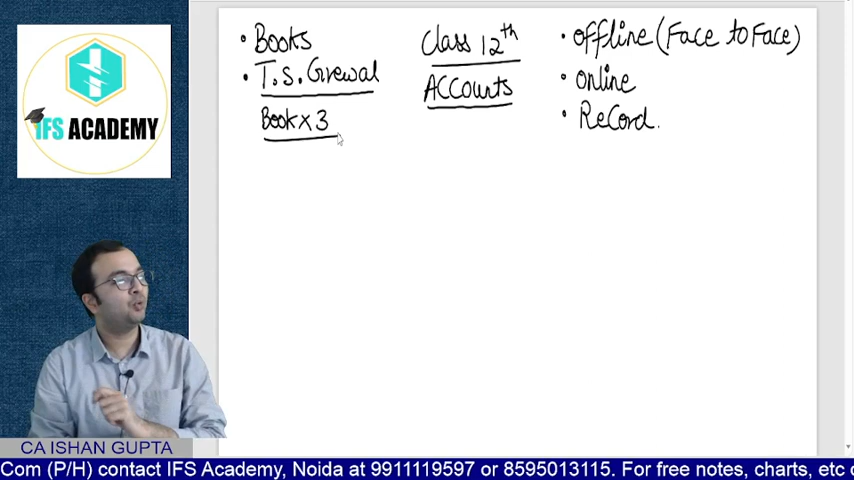 IFS ACADEMY
• Books
• T.S. Grewal
Book x 3
Class 12th
Accounts
• offline (Face to Face)
• online
• Record.
CA ISHAN GUPTA
Com (P/H) contact IFS Academy, Noida at 9911119597 or 8595013115. For free notes, charts, etc